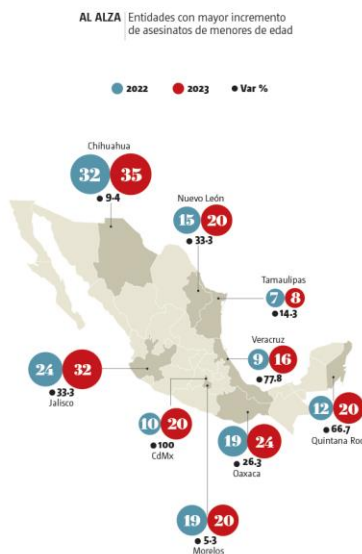 AL ALZA Entidades con mayor incremento
de asesinatos de menores de edad
2022 2023 Var %
Chihuahua
32 35
9.4
Nuevo León
15 20
33.3
Tamaulipas
7 8
14.3
Veracruz
9 16
77.8
24 32
33.3
Jalisco
10 20
100
CdMx
19 24
26.3
Oaxaca
12 20
66.7
Quintana Roo
19 20
5.3
Morelos